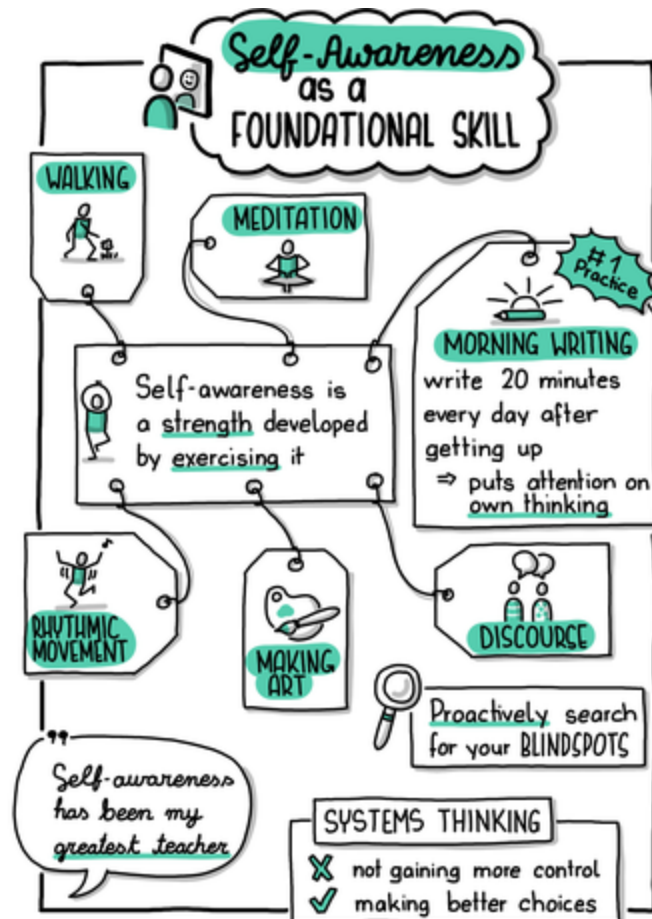 Self-Awareness
as a
FOUNDATIONAL SKILL
WALKING
MEDITATION
#1
Practice
MORNING WRITING
write 20 minutes
every day after
getting up
⇒ puts attention on
own thinking
Self-awareness is
a strength developed
by exercising it
RHYTHMIC
MOVEMENT
MAKING
ART
DISCOURSE
Proactively search
for your BLINDSPOTS
"
Self-awareness
has been my
greatest teacher
SYSTEMS THINKING
✗ not gaining more control
✓ making better choices